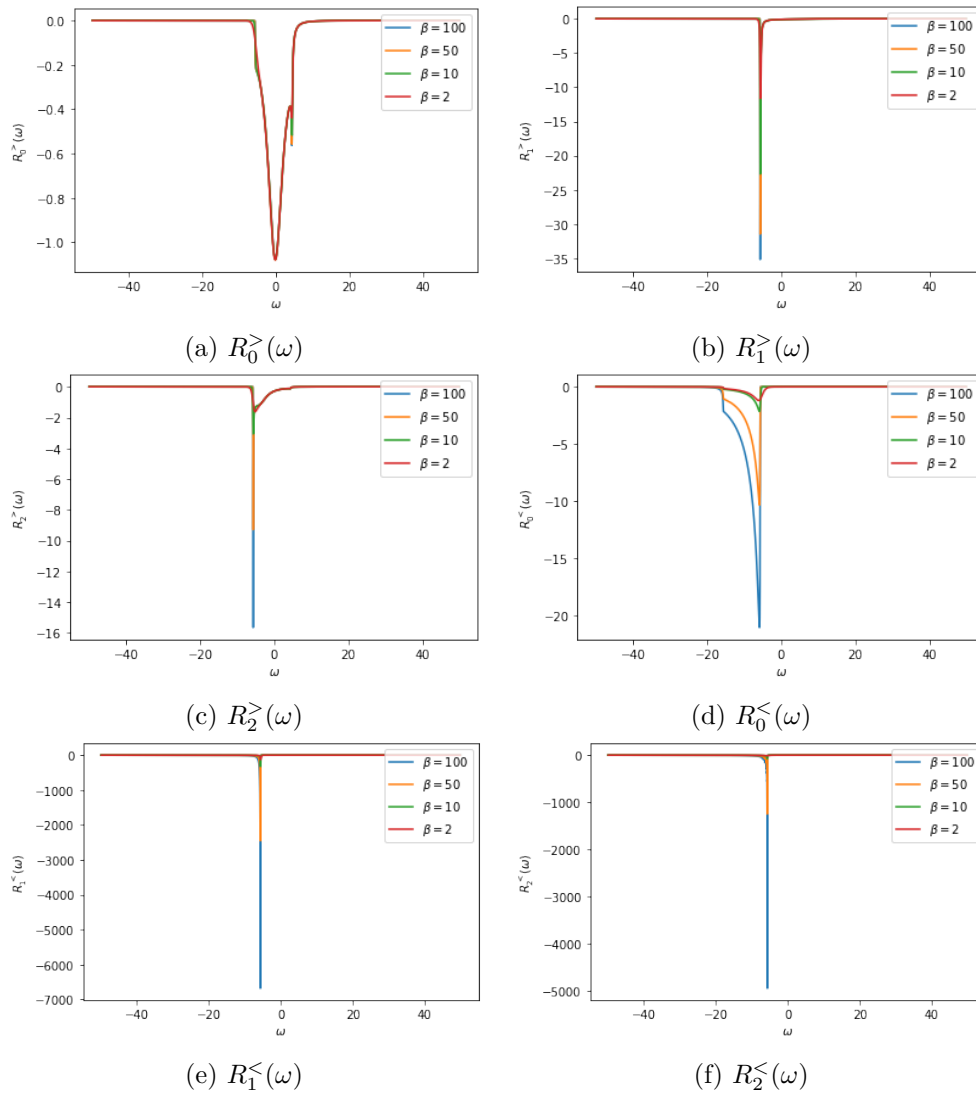 0.0
−0.2
−0.4
−0.6
−0.8
−1.0
R₀^>(ω)
−40 −20 0 20 40
ω
β = 100
β = 50
β = 10
β = 2
(a) R₀^>(ω)
0
−5
−10
−15
−20
−25
−30
−35
R₁^>(ω)
−40 −20 0 20 40
ω
β = 100
β = 50
β = 10
β = 2
(b) R₁^>(ω)
0
−2
−4
−6
−8
−10
−12
−14
−16
R₂^>(ω)
−40 −20 0 20 40
ω
β = 100
β = 50
β = 10
β = 2
(c) R₂^>(ω)
0
−5
−10
−15
−20
R₀^<(ω)
−40 −20 0 20 40
ω
β = 100
β = 50
β = 10
β = 2
(d) R₀^<(ω)
0
−1000
−2000
−3000
−4000
−5000
−6000
−7000
R₁^<(ω)
−40 −20 0 20 40
ω
β = 100
β = 50
β = 10
β = 2
(e) R₁^<(ω)
0
−1000
−2000
−3000
−4000
−5000
R₂^<(ω)
−40 −20 0 20 40
ω
β = 100
β = 50
β = 10
β = 2
(f) R₂^<(ω)